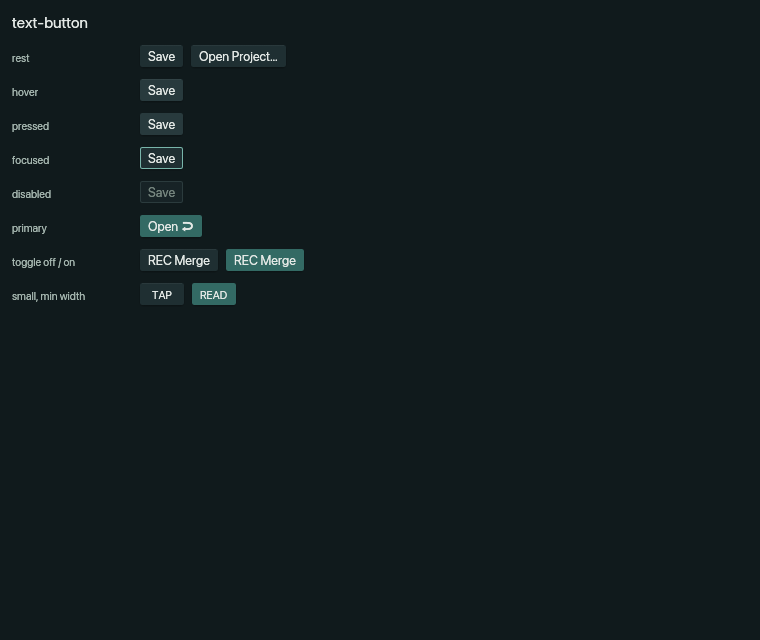 text-button
rest Save Open Project...
hover Save
pressed Save
focused Save
disabled Save
primary Open
toggle off / on REC Merge REC Merge
small, min width TAP READ